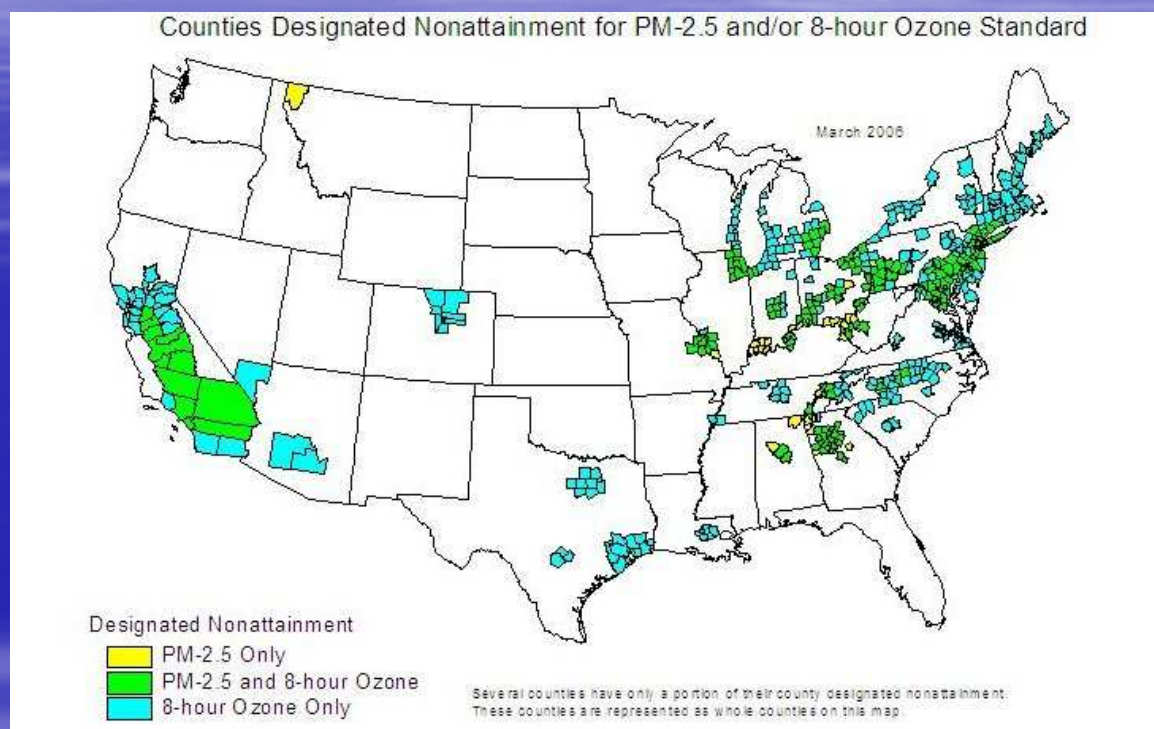 Counties Designated Nonattainment for PM-2.5 and/or 8-hour Ozone Standard
March 2006
Designated Nonattainment
PM-2.5 Only
PM-2.5 and 8-hour Ozone
8-hour Ozone Only
Several counties have only a portion of their county designated nonattainment.
These counties are represented as whole counties on this map.